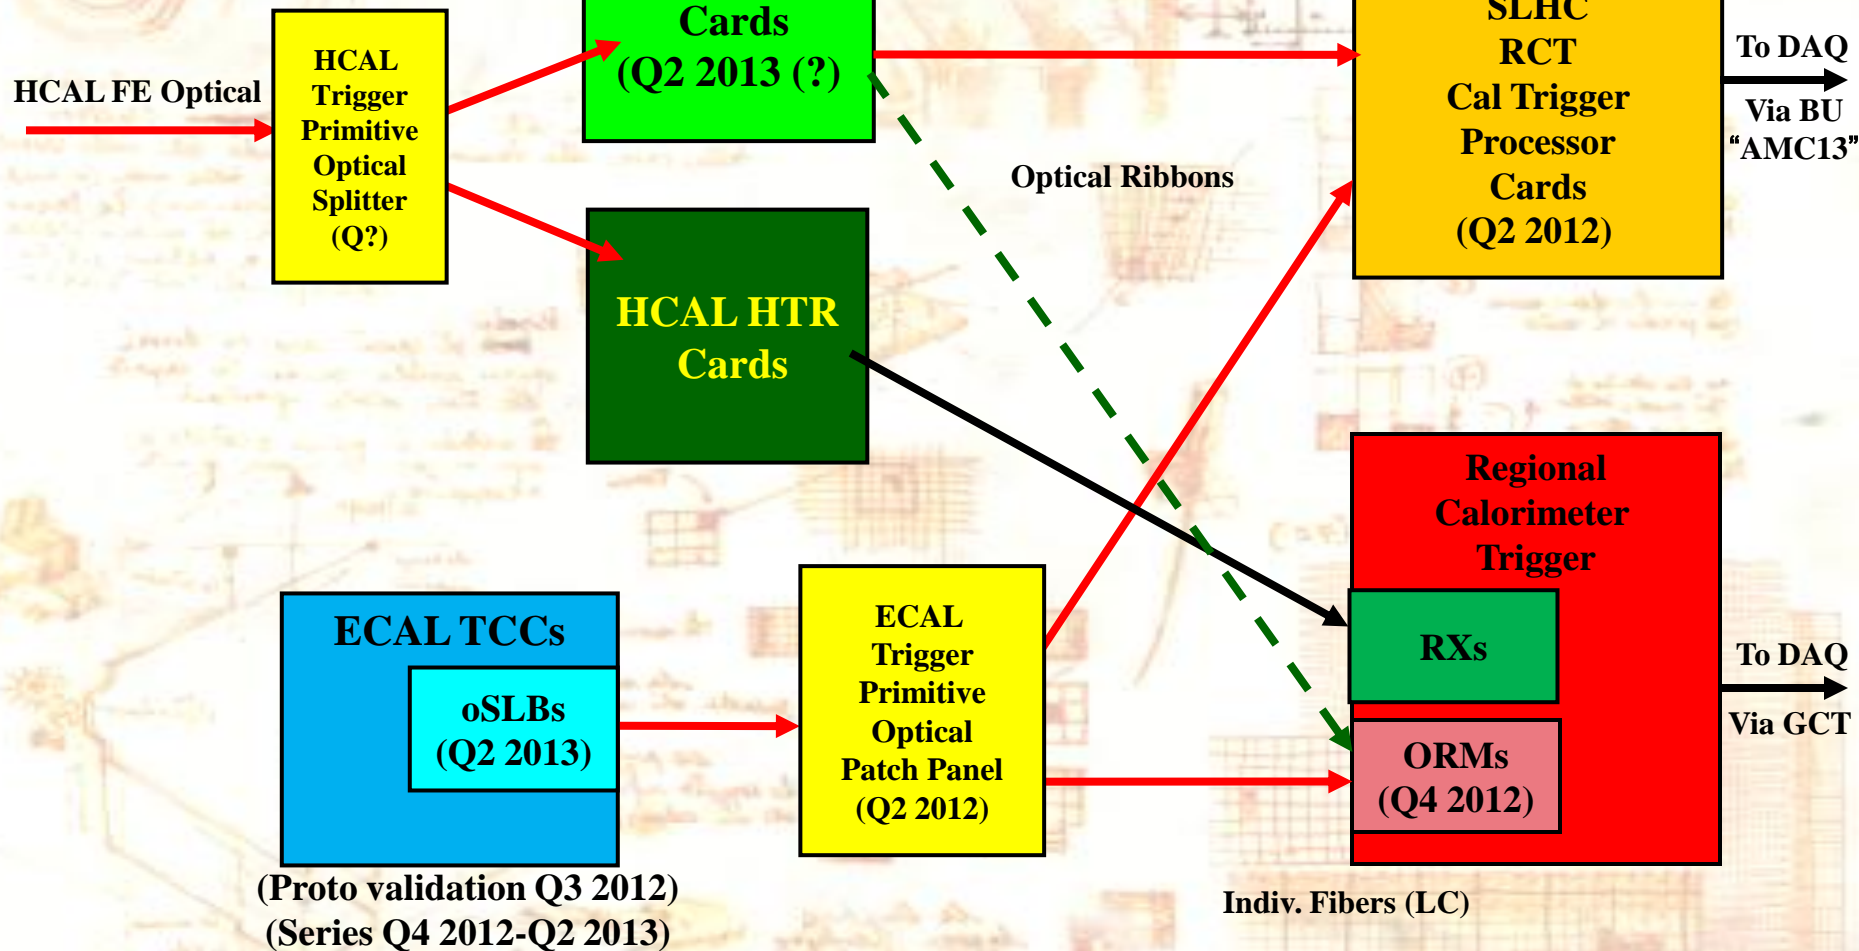 HCAL FE Optical
HCAL
Trigger
Primitive
Optical
Splitter
(Q?)
Cards
(Q2 2013 (?)
HCAL HTR
Cards
Optical Ribbons
SLHC
RCT
Cal Trigger
Processor
Cards
(Q2 2012)
To DAQ
Via BU
“AMC13”
ECAL TCCs
oSLBs
(Q2 2013)
(Proto validation Q3 2012)
(Series Q4 2012-Q2 2013)
ECAL
Trigger
Primitive
Optical
Patch Panel
(Q2 2012)
Regional
Calorimeter
Trigger
RXs
ORMs
(Q4 2012)
To DAQ
Via GCT
Indiv. Fibers (LC)